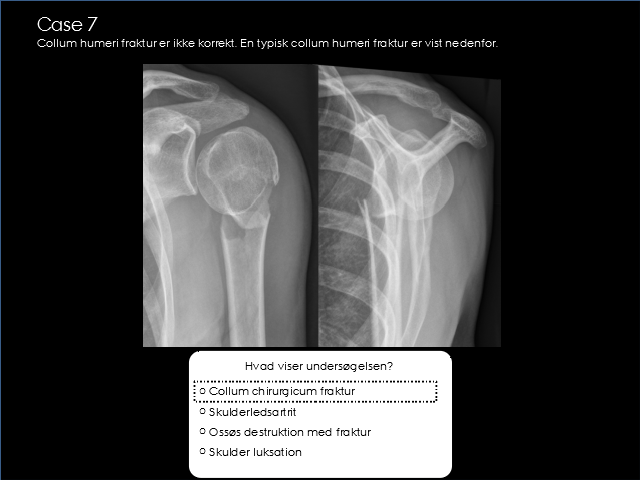 Case 7
Collum humeri fraktur er ikke korrekt. En typisk collum humeri fraktur er vist nedenfor.
Hvad viser undersøgelsen?
Collum chirurgicum fraktur
Skulderledsartrit
Ossøs destruktion med fraktur
Skulder luksation